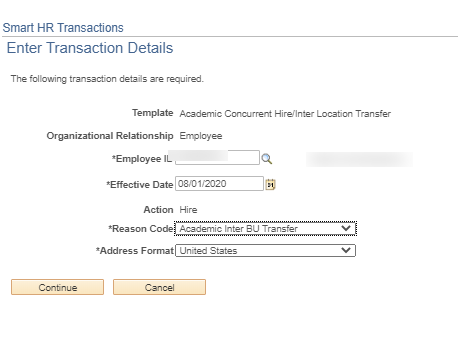 Smart HR Transactions
Enter Transaction Details
The following transaction details are required.
Template Academic Concurrent Hire/Inter Location Transfer
Organizational Relationship Employee
*Employee ID
*Effective Date 08/01/2020
Action Hire
*Reason Code Academic Inter BU Transfer
*Address Format United States
Continue Cancel